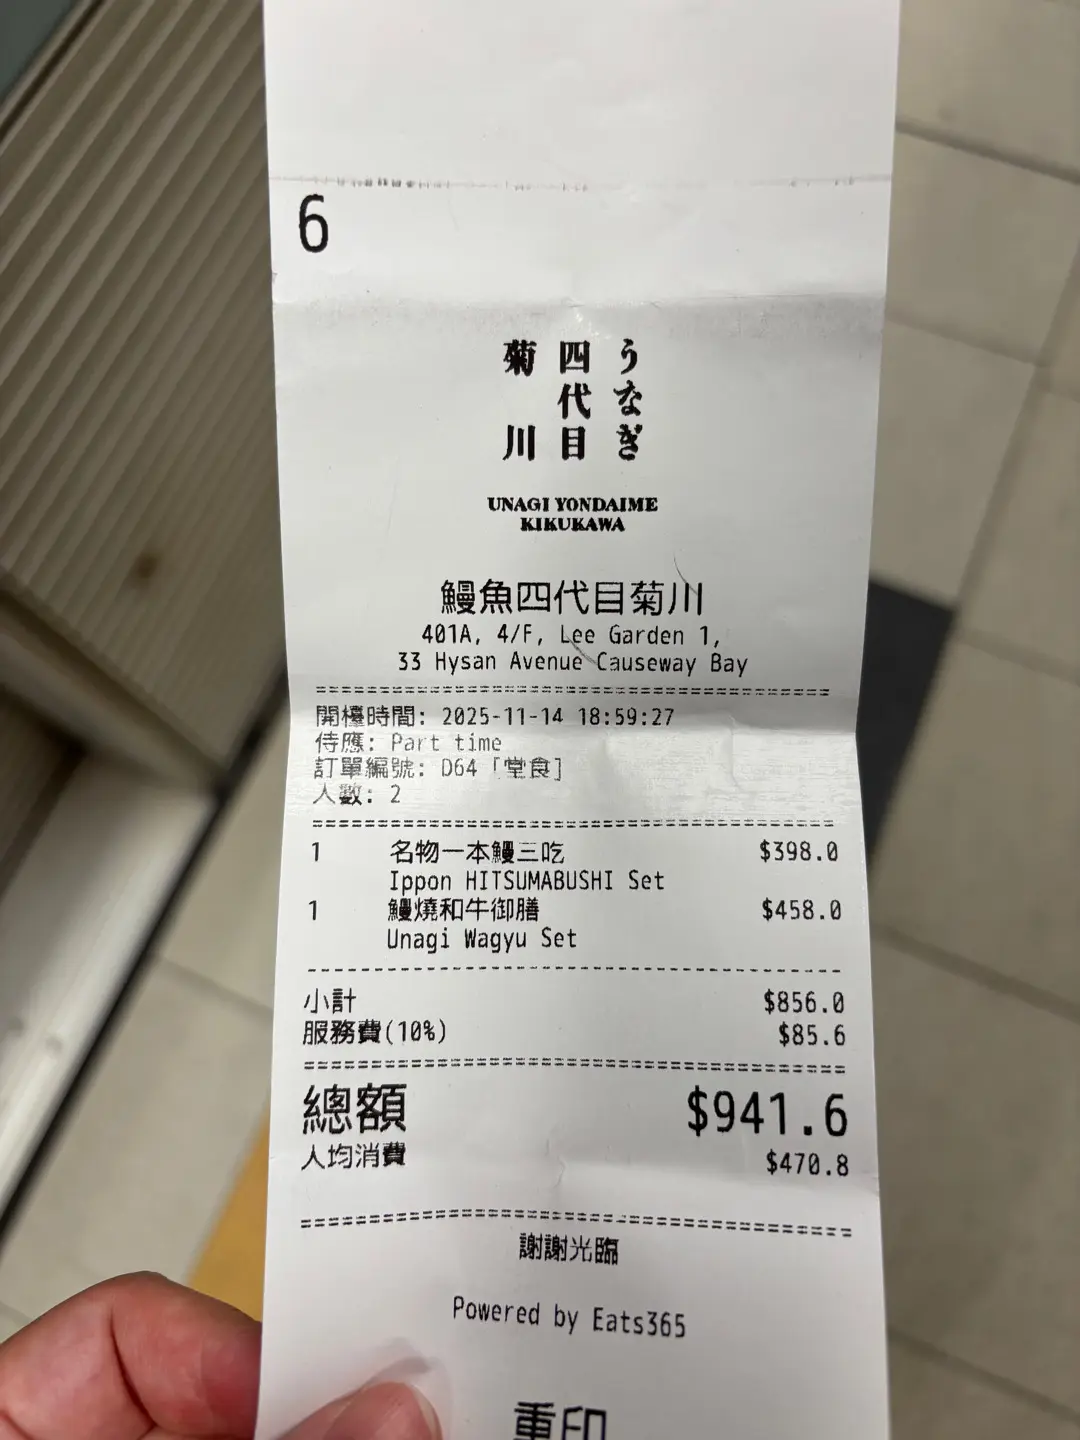 6
うなぎ
四代目
菊川
UNAGI YONDAIME
KIKUKAWA
鰻魚四代目菊川
401A, 4/F, Lee Garden 1,
33 Hysan Avenue Causeway Bay
開檯時間: 2025-11-14 18:59:27
侍應: Part time
訂單編號: D64 「堂食]
人數: 2
1 名物一本鰻三吃 $398.0
Ippon HITSUMABUSHI Set
1 鰻燒和牛御膳 $458.0
Unagi Wagyu Set
小計 $856.0
服務費(10%) $85.6
總額 $941.6
人均消費 $470.8
謝謝光臨
Powered by Eats365
重印